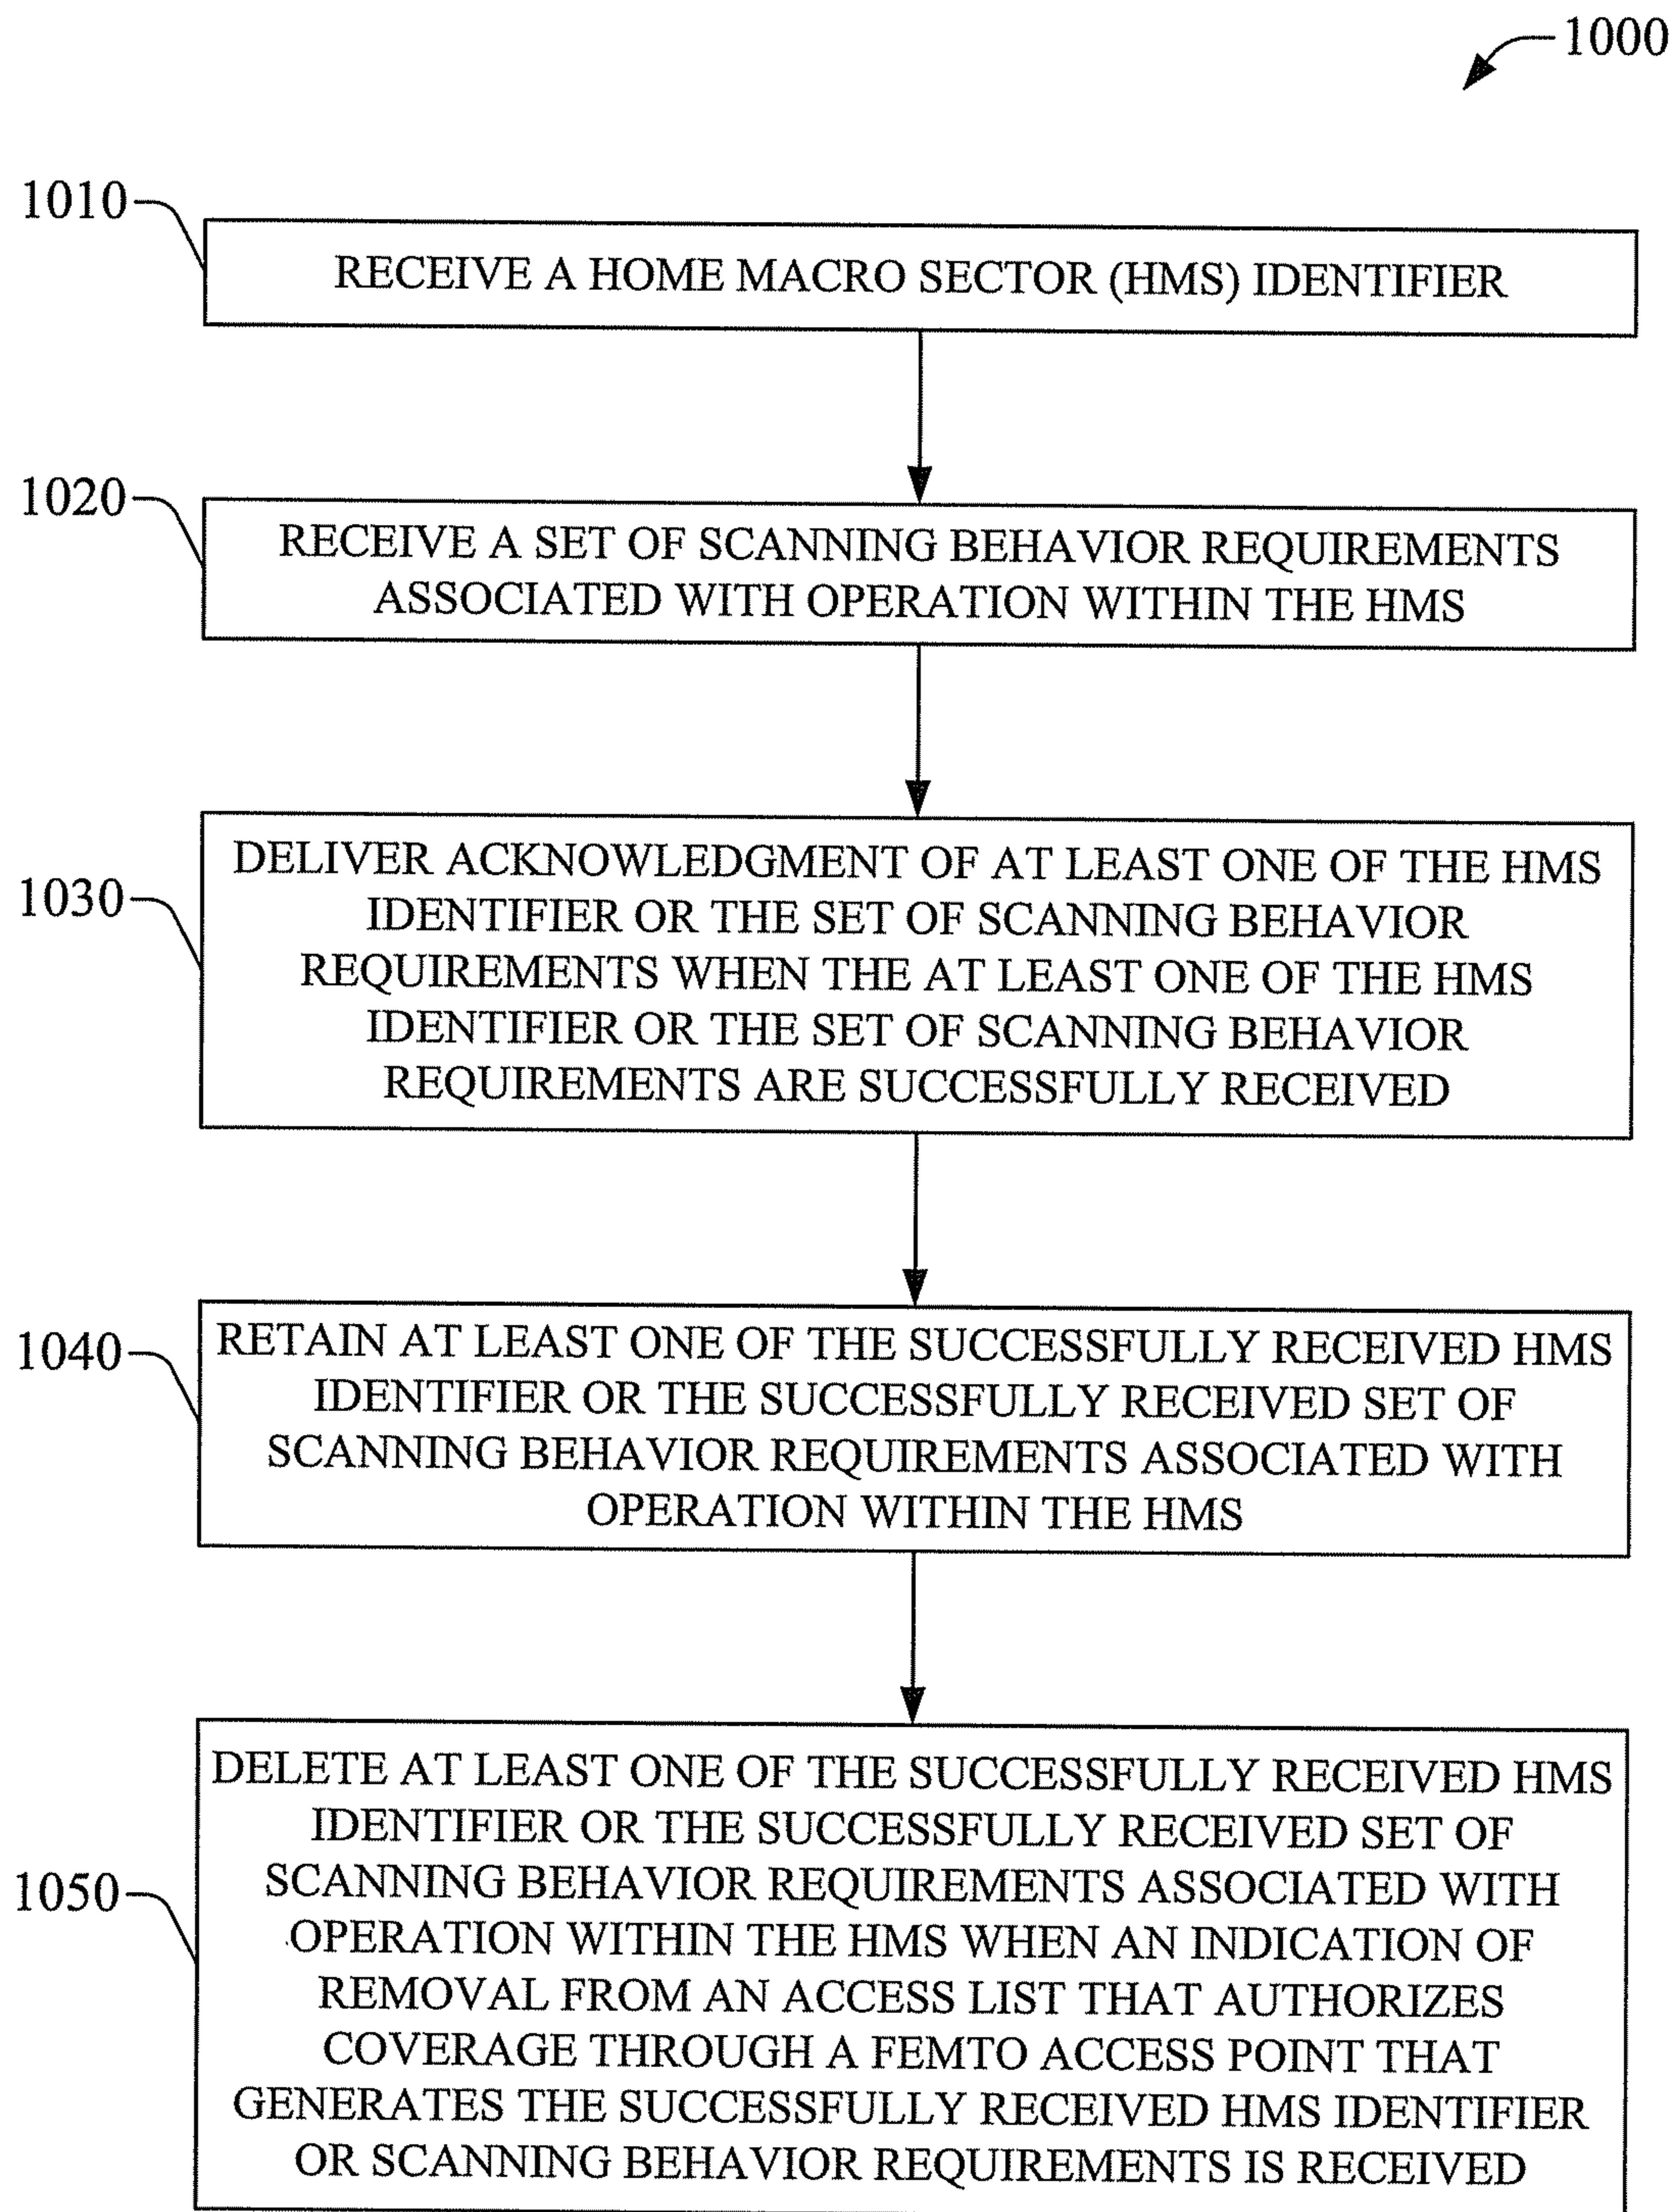 1000
1010
RECEIVE A HOME MACRO SECTOR (HMS) IDENTIFIER
1020
RECEIVE A SET OF SCANNING BEHAVIOR REQUIREMENTS
ASSOCIATED WITH OPERATION WITHIN THE HMS
1030
DELIVER ACKNOWLEDGMENT OF AT LEAST ONE OF THE HMS
IDENTIFIER OR THE SET OF SCANNING BEHAVIOR
REQUIREMENTS WHEN THE AT LEAST ONE OF THE HMS
IDENTIFIER OR THE SET OF SCANNING BEHAVIOR
REQUIREMENTS ARE SUCCESSFULLY RECEIVED
1040
RETAIN AT LEAST ONE OF THE SUCCESSFULLY RECEIVED HMS
IDENTIFIER OR THE SUCCESSFULLY RECEIVED SET OF
SCANNING BEHAVIOR REQUIREMENTS ASSOCIATED WITH
OPERATION WITHIN THE HMS
1050
DELETE AT LEAST ONE OF THE SUCCESSFULLY RECEIVED HMS
IDENTIFIER OR THE SUCCESSFULLY RECEIVED SET OF
SCANNING BEHAVIOR REQUIREMENTS ASSOCIATED WITH
OPERATION WITHIN THE HMS WHEN AN INDICATION OF
REMOVAL FROM AN ACCESS LIST THAT AUTHORIZES
COVERAGE THROUGH A FEMTO ACCESS POINT THAT
GENERATES THE SUCCESSFULLY RECEIVED HMS IDENTIFIER
OR SCANNING BEHAVIOR REQUIREMENTS IS RECEIVED